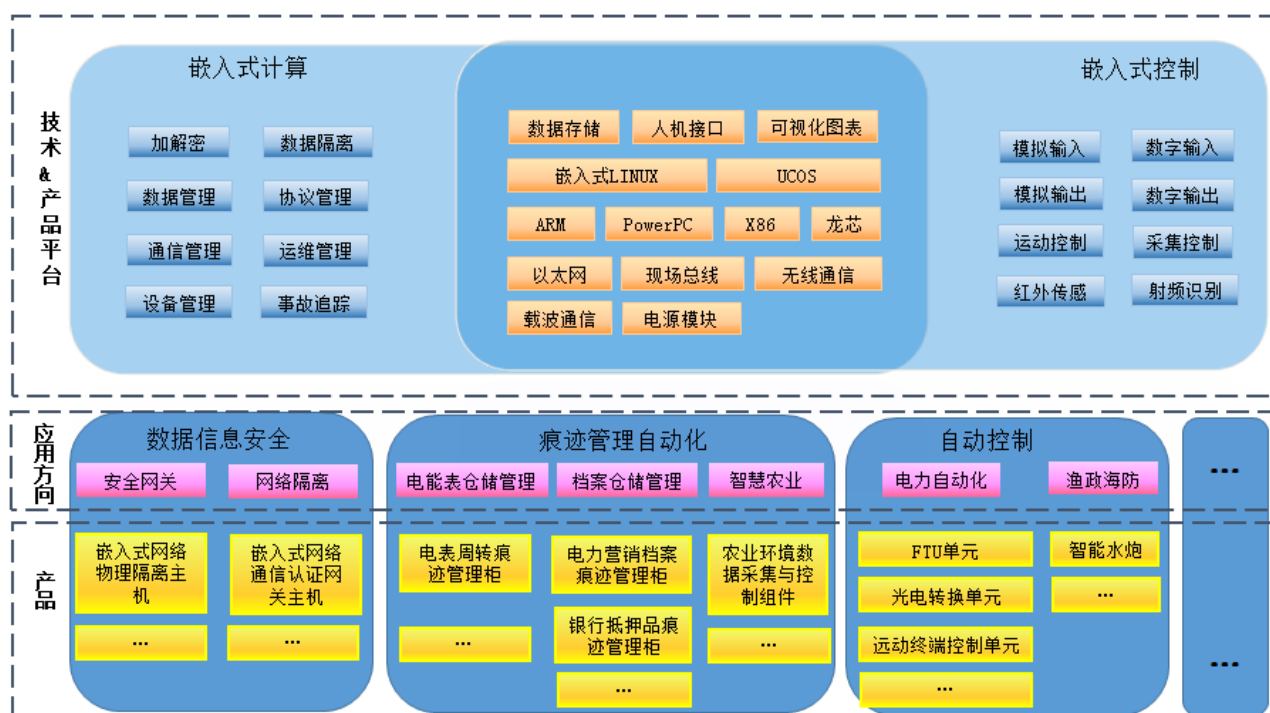 技术&产品平台
嵌入式计算
嵌入式控制
加解密
数据隔离
数据管理
协议管理
通信管理
运维管理
设备管理
事故追踪
数据存储
人机接口
可视化图表
嵌入式LINUX
UCOS
ARM
PowerPC
X86
龙芯
以太网
现场总线
无线通信
载波通信
电源模块
模拟输入
数字输入
模拟输出
数字输出
运动控制
采集控制
红外传感
射频识别
应用方向
数据信息安全
痕迹管理自动化
自动控制
安全网关
网络隔离
电能表仓储管理
档案仓储管理
智慧农业
电力自动化
渔政海防
...
产品
嵌入式网络
物理隔离主
机
嵌入式网络
通信认证网
关主机
...
...
电表周转痕
迹管理柜
...
电力营销档案
痕迹管理柜
银行抵押品痕
迹管理柜
...
农业环境数
据采集与控
制组件
...
FTU单元
光电转换单元
远动终端控制单元
...
智能水炮
...
...